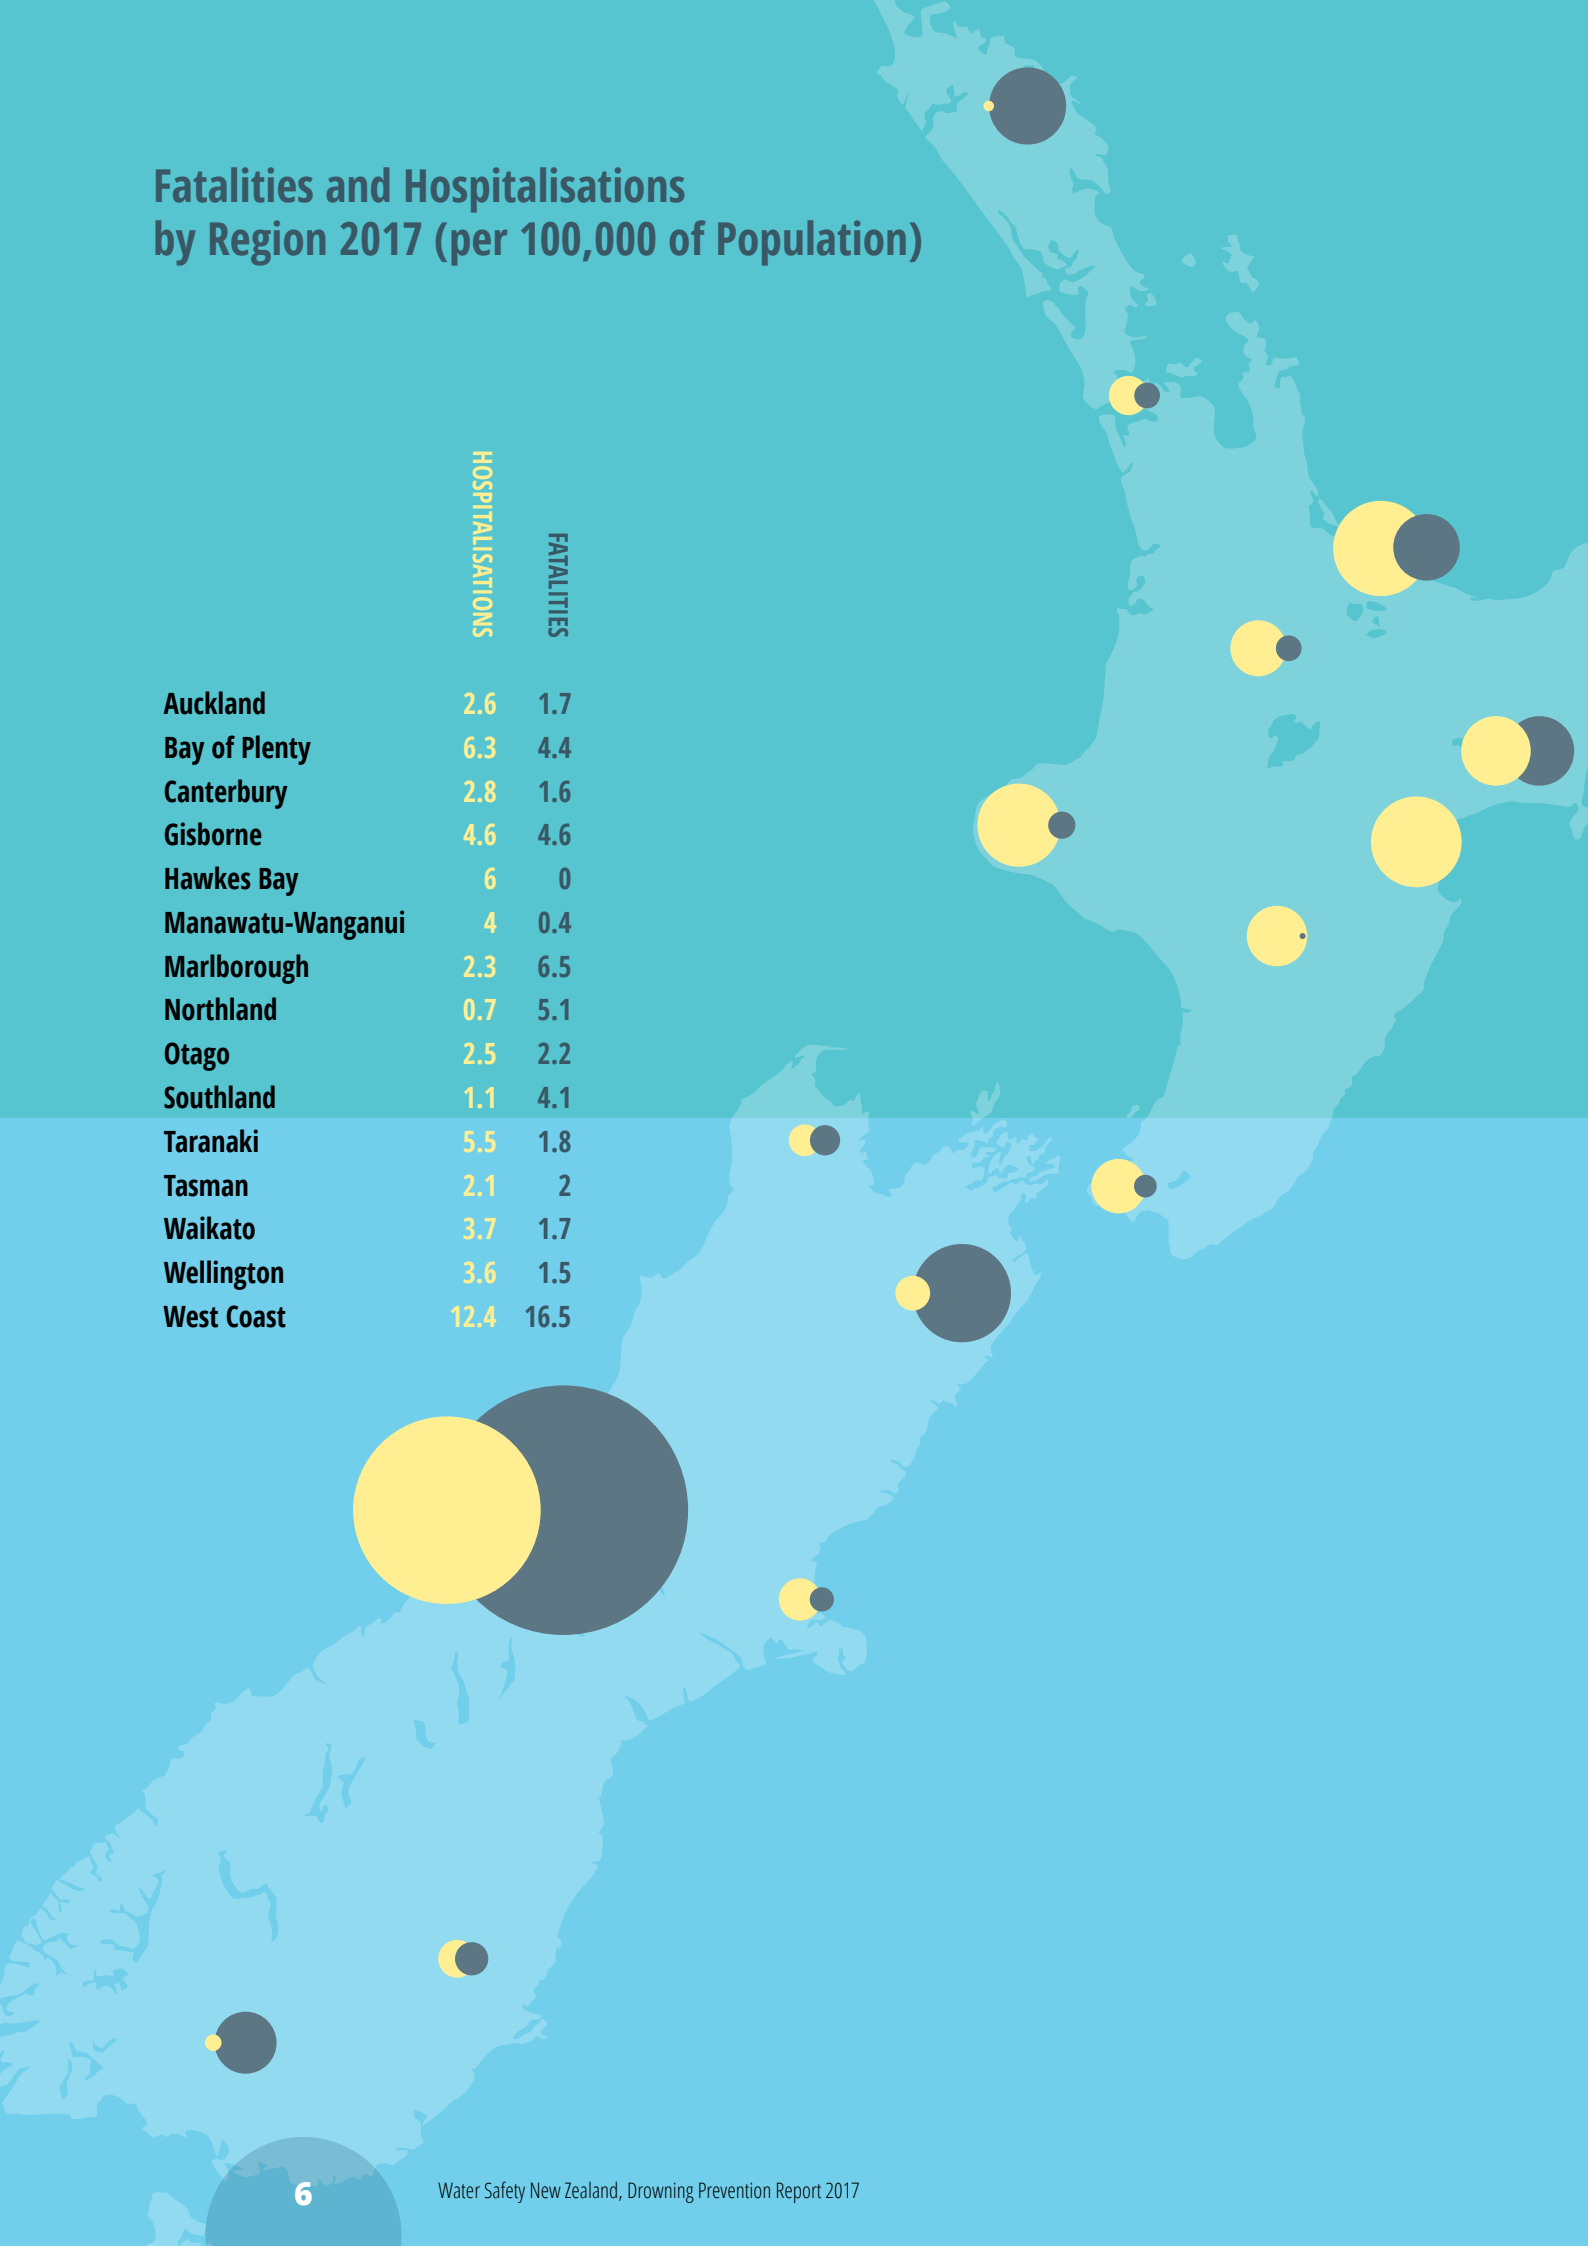 Fatalities and Hospitalisations
by Region 2017 (per 100,000 of Population)
HOSPITALISATIONS
FATALITIES
Auckland 2.6 1.7
Bay of Plenty 6.3 4.4
Canterbury 2.8 1.6
Gisborne 4.6 4.6
Hawkes Bay 6 0
Manawatu-Wanganui 4 0.4
Marlborough 2.3 6.5
Northland 0.7 5.1
Otago 2.5 2.2
Southland 1.1 4.1
Taranaki 5.5 1.8
Tasman 2.1 2
Waikato 3.7 1.7
Wellington 3.6 1.5
West Coast 12.4 16.5
6 Water Safety New Zealand, Drowning Prevention Report 2017